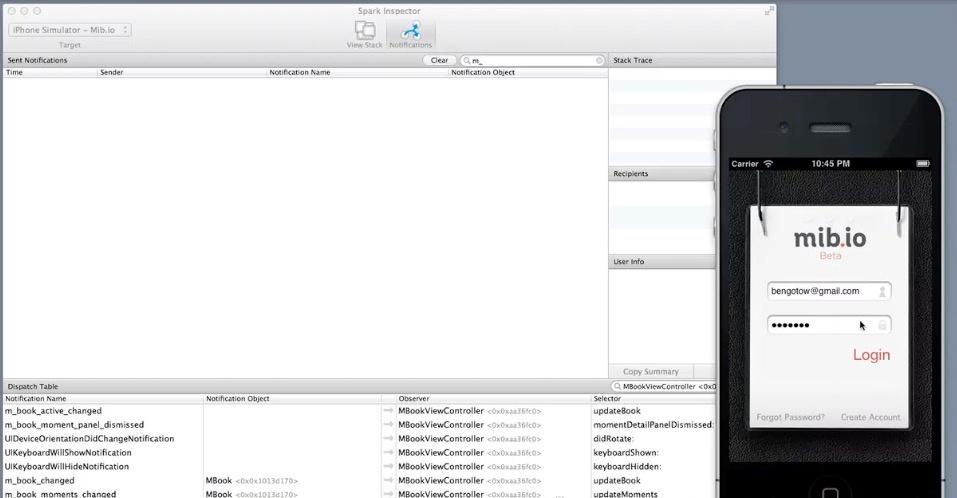 Spark Inspector
iPhone Simulator – Mib.io
Target
View Stack
Notifications
Sent Notifications
Clear
m_
Stack Trace
Time Sender Notification Name Notification Object
Recipients
User Info
Copy Summary
Carrier 10:45 PM
mib.io
Beta
bengotow@gmail.com
•••••••
Login
Forgot Password? Create Account
Dispatch Table
MBookViewController <0x0
Notification Name Notification Object Observer Selector
m_book_active_changed MBookViewController <0x0xaa36fc0> updateBook
m_book_moment_panel_dismissed MBookViewController <0x0xaa36fc0> momentDetailPanelDismissed:
UIDeviceOrientationDidChangeNotification MBookViewController <0x0xaa36fc0> didRotate:
UIKeyboardWillShowNotification MBookViewController <0x0xaa36fc0> keyboardShown:
UIKeyboardWillHideNotification MBookViewController <0x0xaa36fc0> keyboardHidden:
m_book_changed MBook <0x0x1013d170> MBookViewController <0x0xaa36fc0> updateBook
m_book_moments_changed MBook <0x0x1013d170> MBookViewController <0x0xaa36fc0> updateMoments